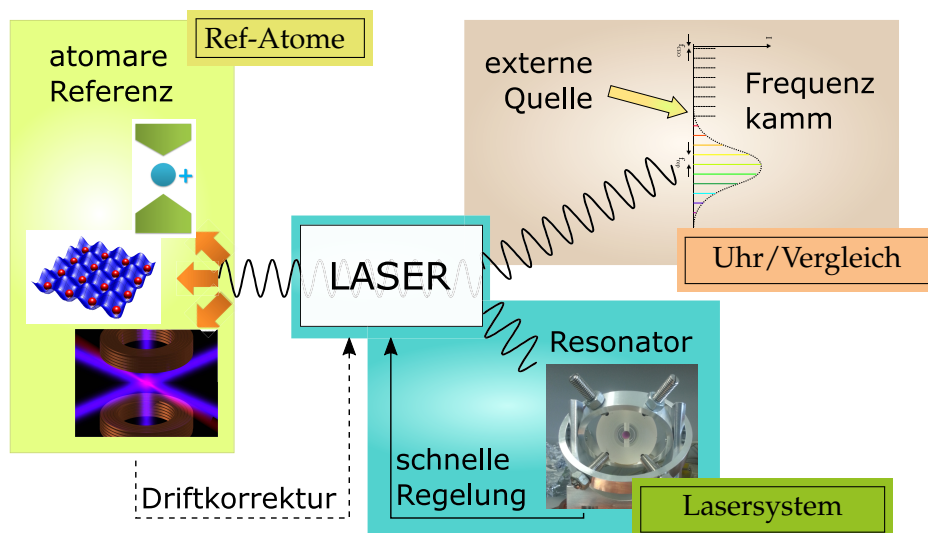 Ref-Atome
atomare
Referenz
+
externe
Quelle
Frequenz
kamm
Uhr/Vergleich
LASER
Resonator
schnelle
Regelung
Driftkorrektur
Lasersystem